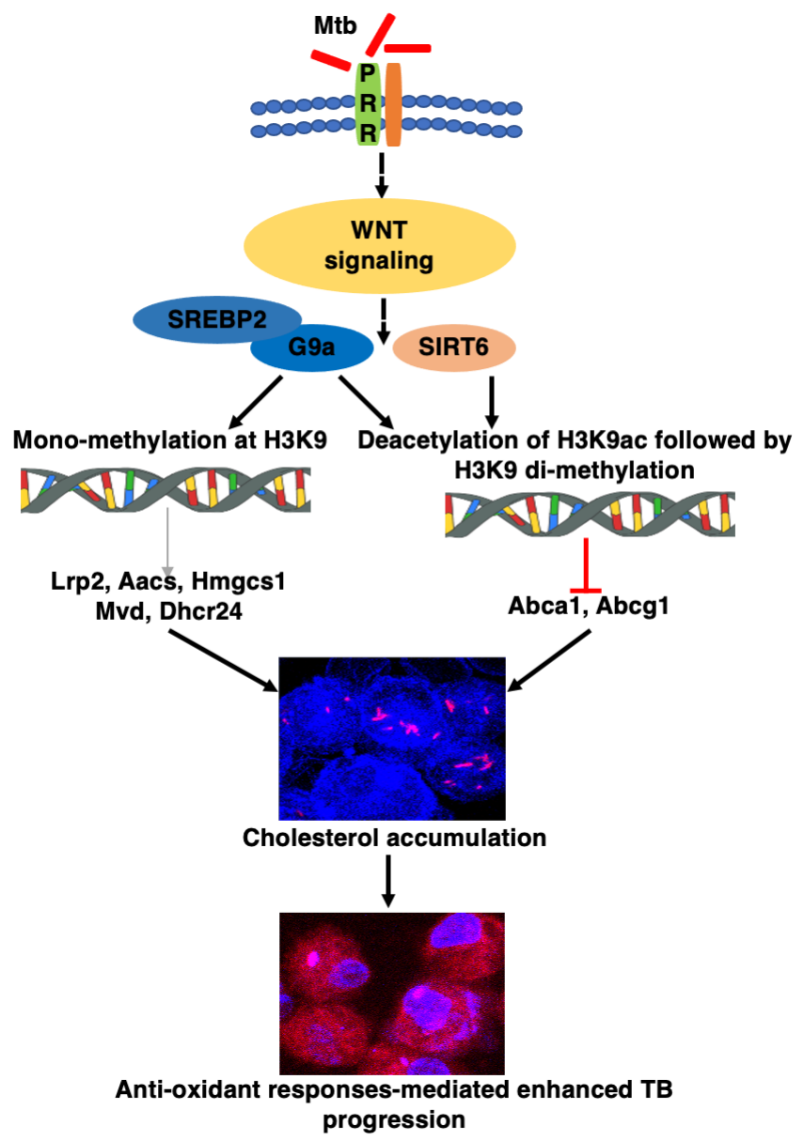 Mtb
P
R
R
WNT
signaling
SREBP2
G9a
SIRT6
Mono-methylation at H3K9
Deacetylation of H3K9ac followed by
H3K9 di-methylation
Lrp2, Aacs, Hmgcs1
Mvd, Dhcr24
Abca1, Abcg1
Cholesterol accumulation
Anti-oxidant responses-mediated enhanced TB
progression